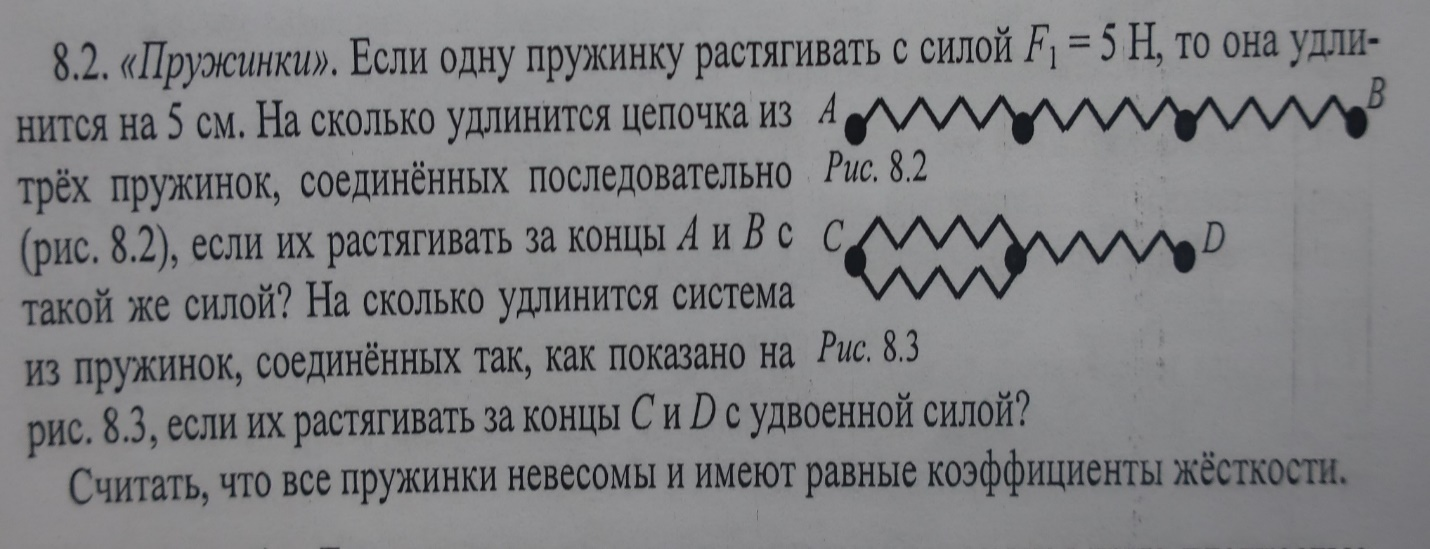 8.2. «Пружинки». Если одну пружинку растягивать с силой F₁ = 5 Н, то она удли-
нится на 5 см. На сколько удлинится цепочка из
трёх пружинок, соединённых последовательно
(рис. 8.2), если их растягивать за концы A и B с
такой же силой? На сколько удлинится система
из пружинок, соединённых так, как показано на
рис. 8.3, если их растягивать за концы C и D с удвоенной силой?
Считать, что все пружинки невесомы и имеют равные коэффициенты жёсткости.
A B
Рис. 8.2
C D
Рис. 8.3